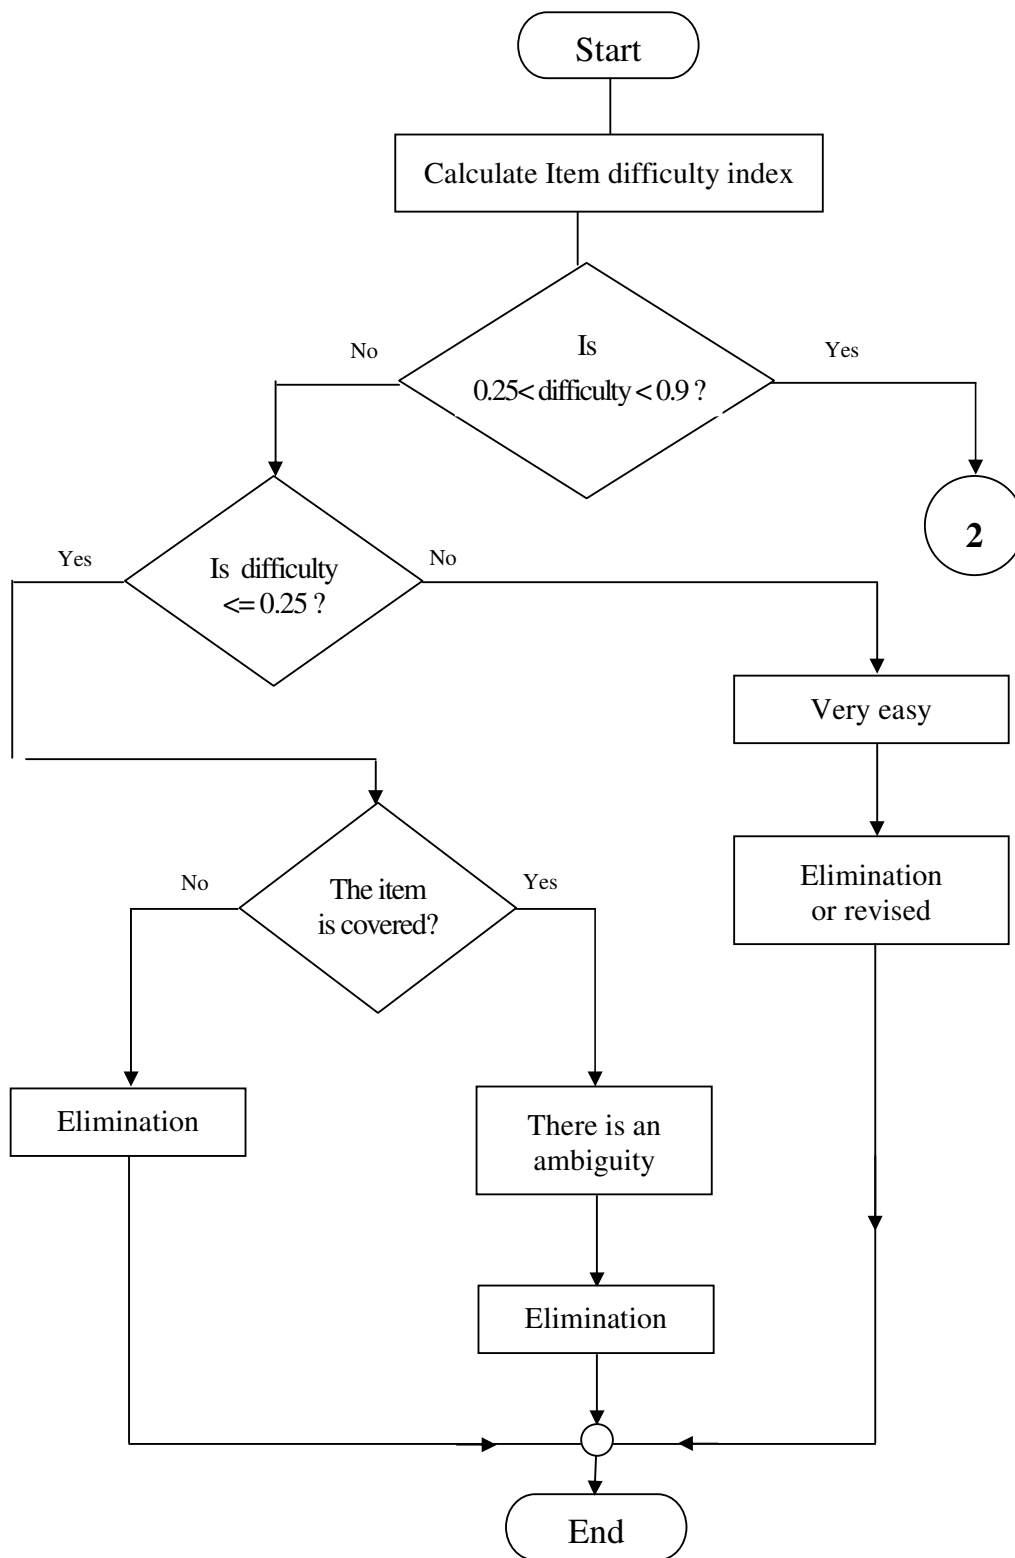 Start
Calculate Item difficulty index
No
Is
Yes
0.25< difficulty < 0.9 ?
2
Yes
No
Is difficulty
<= 0.25 ?
Very easy
No
Yes
The item
is covered?
Elimination
or revised
Elimination
There is an
ambiguity
Elimination
End